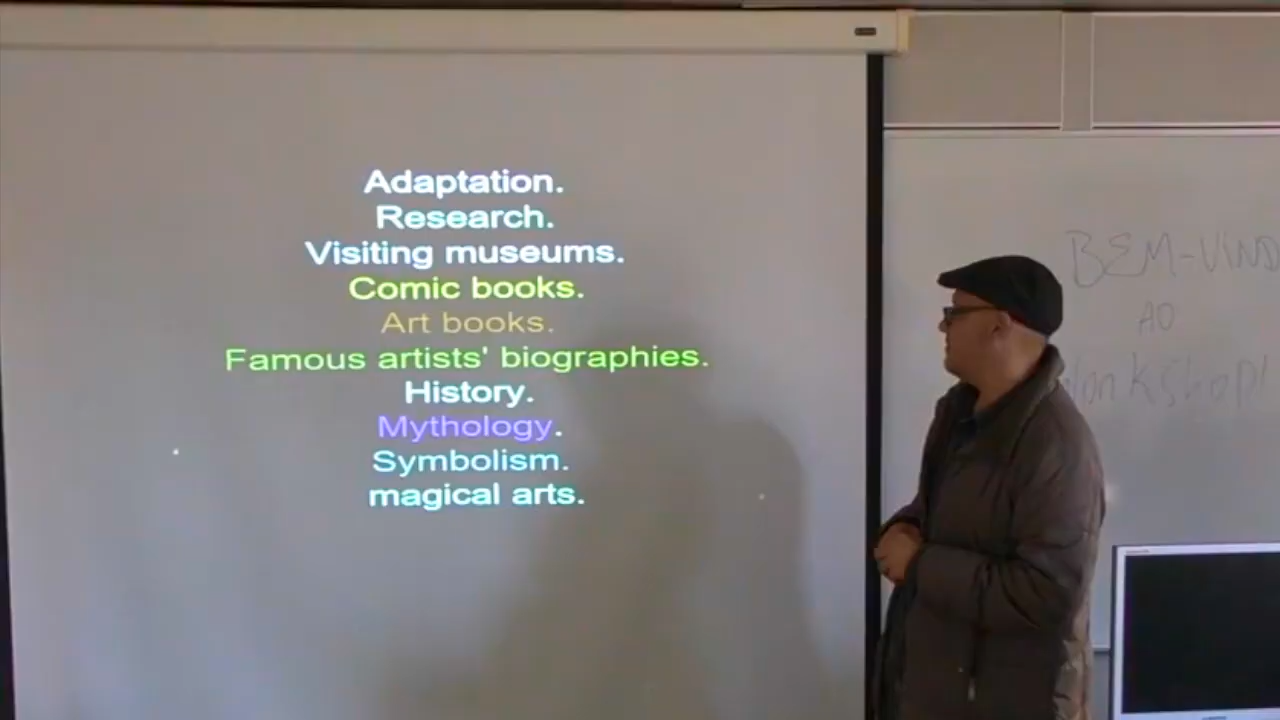 Adaptation.
Research.
Visiting museums.
Comic books.
Art books.
Famous artists' biographies.
History.
Mythology.
Symbolism.
magical arts.
BEM-VIND
AO
WorkShop!